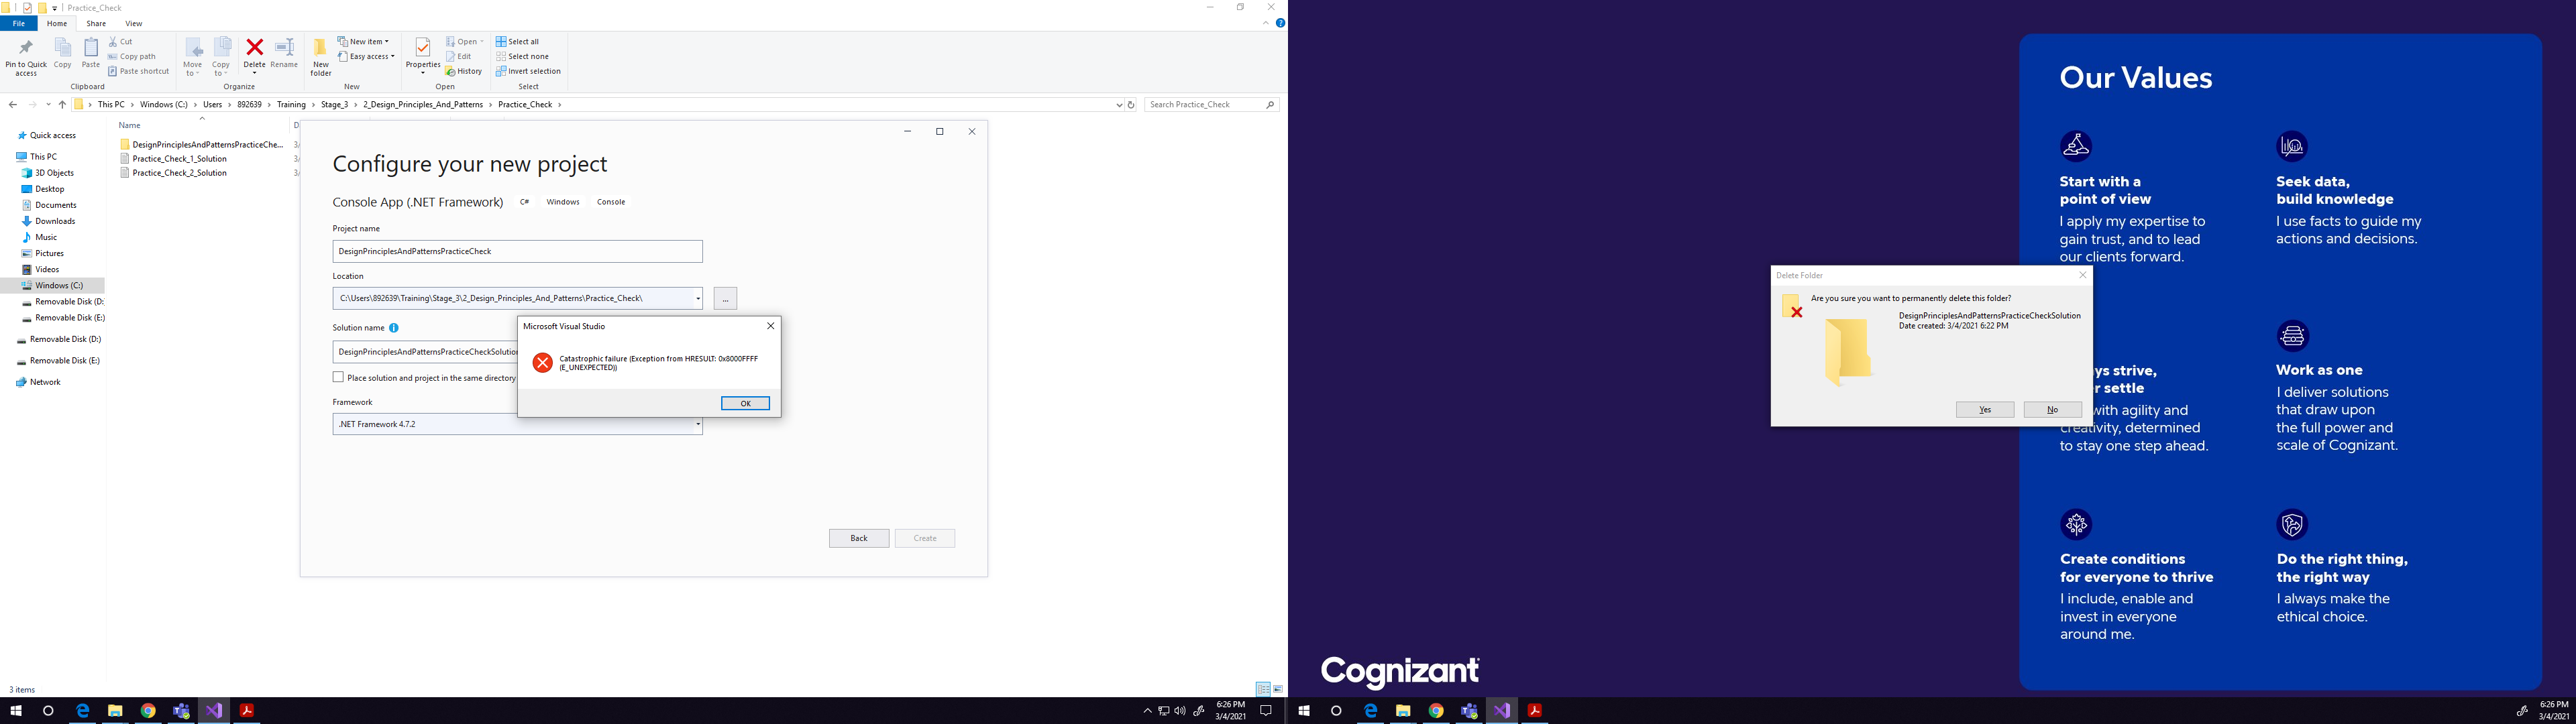 Practice_Check
File
Home
Share
View
Pin to Quick
access
Copy
Paste
Cut
Copy path
Paste shortcut
Clipboard
Move
to
Copy
to
Delete
Rename
Organize
New
folder
New item
Easy access
New
Properties
Open
Edit
History
Open
Select all
Select none
Invert selection
Select
This PC
Windows (C:)
Users
892639
Training
Stage_3
2_Design_Principles_And_Patterns
Practice_Check
Search Practice_Check
Quick access
This PC
3D Objects
Desktop
Documents
Downloads
Music
Pictures
Videos
Windows (C:)
Removable Disk (D:
Removable Disk (E:)
Removable Disk (D:)
Removable Disk (E:)
Network
Name
D
DesignPrinciplesAndPatternsPracticeChe...
3/
Practice_Check_1_Solution
3/
Practice_Check_2_Solution
3/
3 items
Configure your new project
Console App (.NET Framework)
C#
Windows
Console
Project name
DesignPrinciplesAndPatternsPracticeCheck
Location
C:\Users\892639\Training\Stage_3\2_Design_Principles_And_Patterns\Practice_Check\
...
Solution name
DesignPrinciplesAndPatternsPracticeCheckSolution
Place solution and project in the same directory
Framework
.NET Framework 4.7.2
Back
Create
Microsoft Visual Studio
Catastrophic failure (Exception from HRESULT: 0x8000FFFF
(E_UNEXPECTED))
OK
6:26 PM
3/4/2021
Our Values
Start with a
point of view
I apply my expertise to
gain trust, and to lead
our clients forward.
Seek data,
build knowledge
I use facts to guide my
actions and decisions.
Delete Folder
Are you sure you want to permanently delete this folder?
DesignPrinciplesAndPatternsPracticeCheckSolution
Date created: 3/4/2021 6:22 PM
Yes
No
ys strive,
r settle
with agility and
creativity, determined
to stay one step ahead.
Work as one
I deliver solutions
that draw upon
the full power and
scale of Cognizant.
Create conditions
for everyone to thrive
I include, enable and
invest in everyone
around me.
Do the right thing,
the right way
I always make the
ethical choice.
Cognizant
6:26 PM
3/4/2021